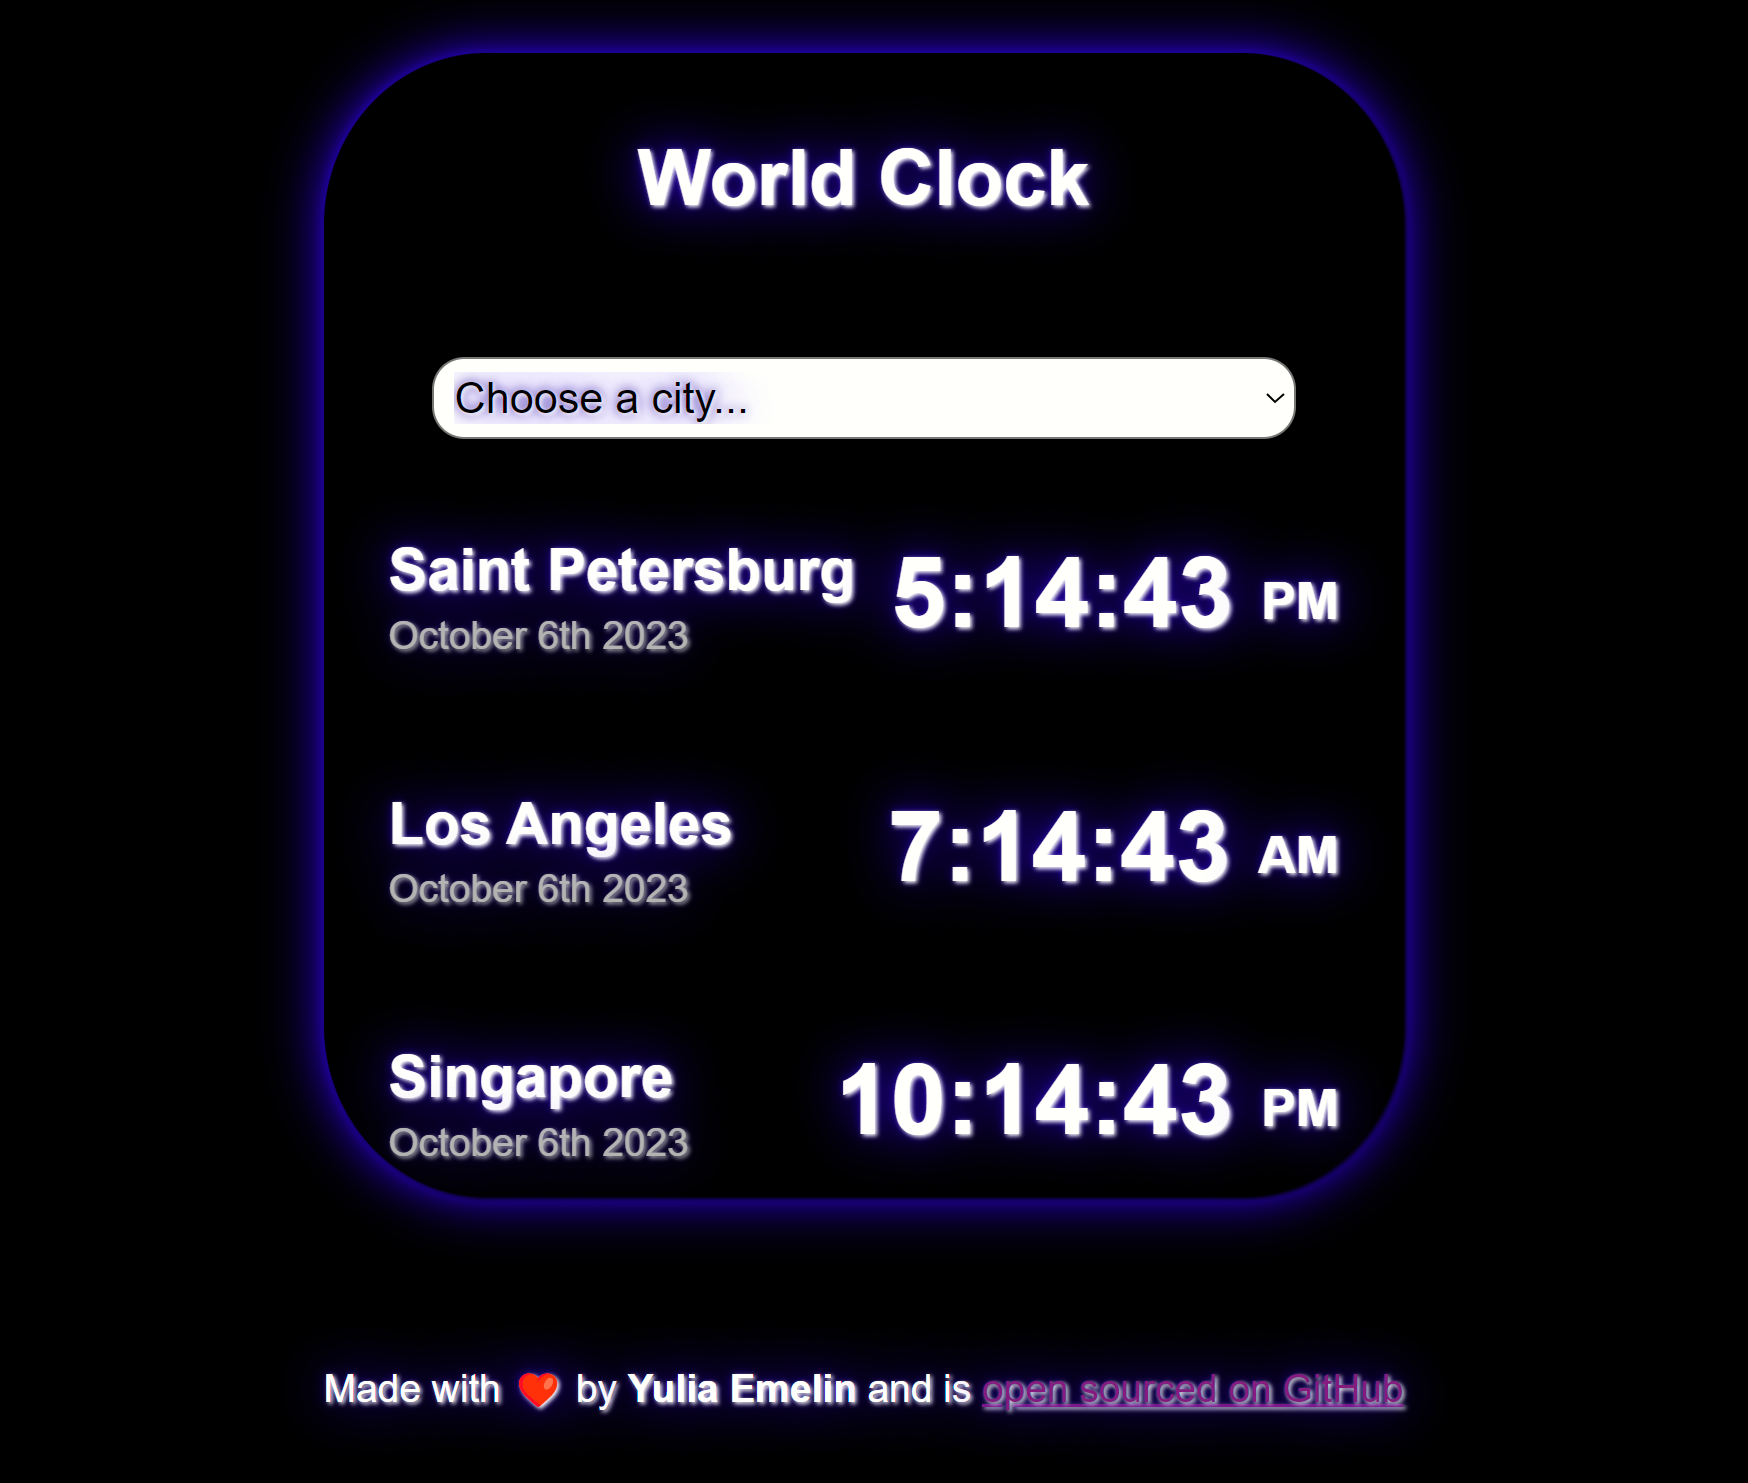 World Clock
Choose a city...
Saint Petersburg 5:14:43 PM
October 6th 2023
Los Angeles 7:14:43 AM
October 6th 2023
Singapore 10:14:43 PM
October 6th 2023
Made with ❤️ by Yulia Emelin and is open sourced on GitHub